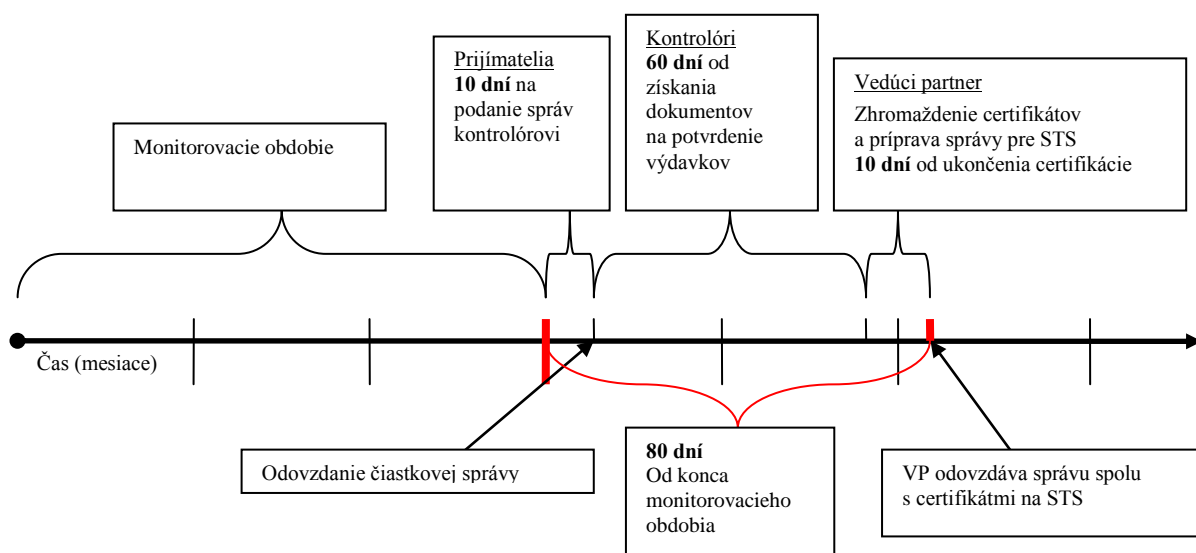 Monitorovacie obdobie
Prijímatelia
10 dní na
podanie správ
kontrolórovi
Kontrolóri
60 dní od
získania
dokumentov
na potvrdenie
výdavkov
Vedúci partner
Zhromaždenie certifikátov
a príprava správy pre STS
10 dní od ukončenia certifikácie
Čas (mesiace)
Odovzdanie čiastkovej správy
80 dní
Od konca
monitorovacieho
obdobia
VP odovzdáva správu spolu
s certifikátmi na STS